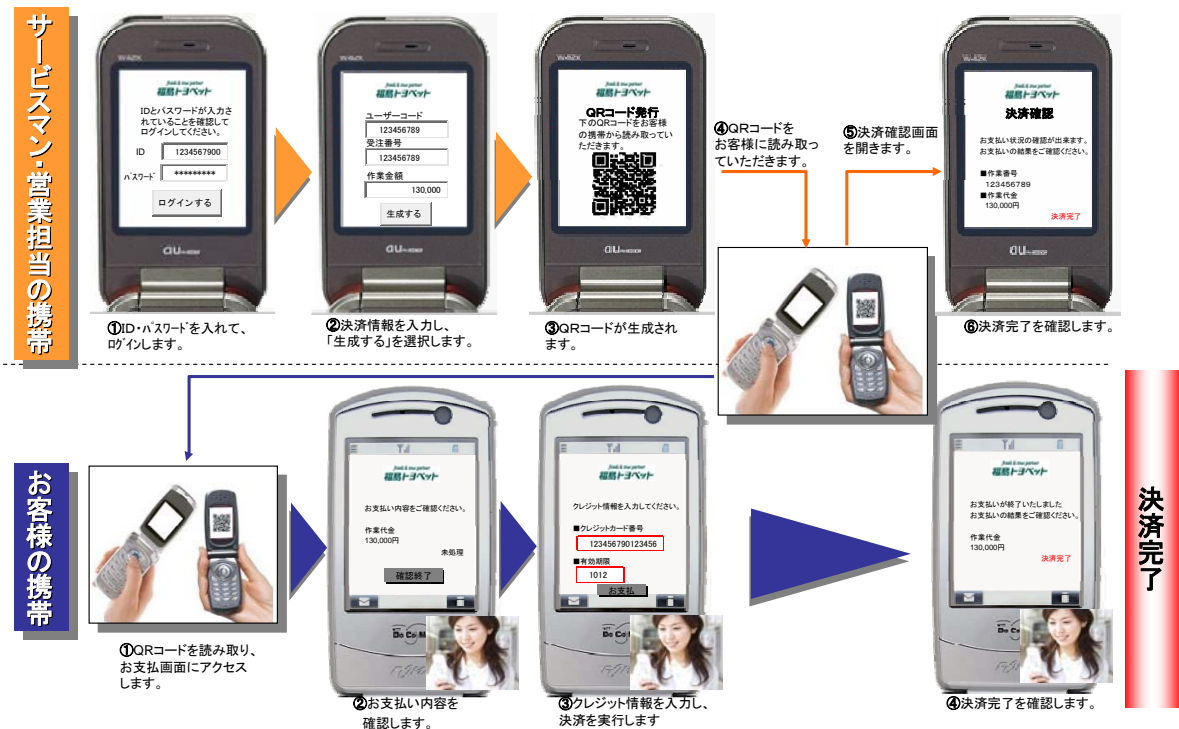 サービスマン・営業担当の携帯
福島トヨペット
IDとパスワードが入力さ
れていることを確認して
ログインしてください。
ID 1234567900
パスワード *********
ログインする
au
①ID・パスワードを入れて、
ログインします。
福島トヨペット
ユーザーコード
123456789
受注番号
123456789
作業金額
130,000
生成する
au
②決済情報を入力し、
「生成する」を選択します。
福島トヨペット
QRコード発行
下のQRコードをお客様
の携帯から読み取ってい
ただきます。
au
③QRコードが生成され
ます。
④QRコードを
お客様に読み取っ
ていただきます。
⑤決済確認画面
を開きます。
福島トヨペット
決済確認
お支払い状況の確認が出来ます。
お支払いの結果をご確認ください。
■作業番号
123456789
■作業代金
130,000円
決済完了
au
⑥決済完了を確認します。
お客様の携帯
①QRコードを読み取り、
お支払画面にアクセス
します。
福島トヨペット
お支払い内容をご確認ください。
作業代金
130,000円
未処理
確認終了
②お支払い内容を
確認します。
福島トヨペット
クレジット情報を入力してください。
■クレジットカード番号
123456790123456
■有効期限
1012
お支払
③クレジット情報を入力し、
決済を実行します
福島トヨペット
お支払いが終了いたしました
お支払いの結果をご確認ください。
作業代金
130,000円
決済完了
④決済完了を確認します。
決済完了